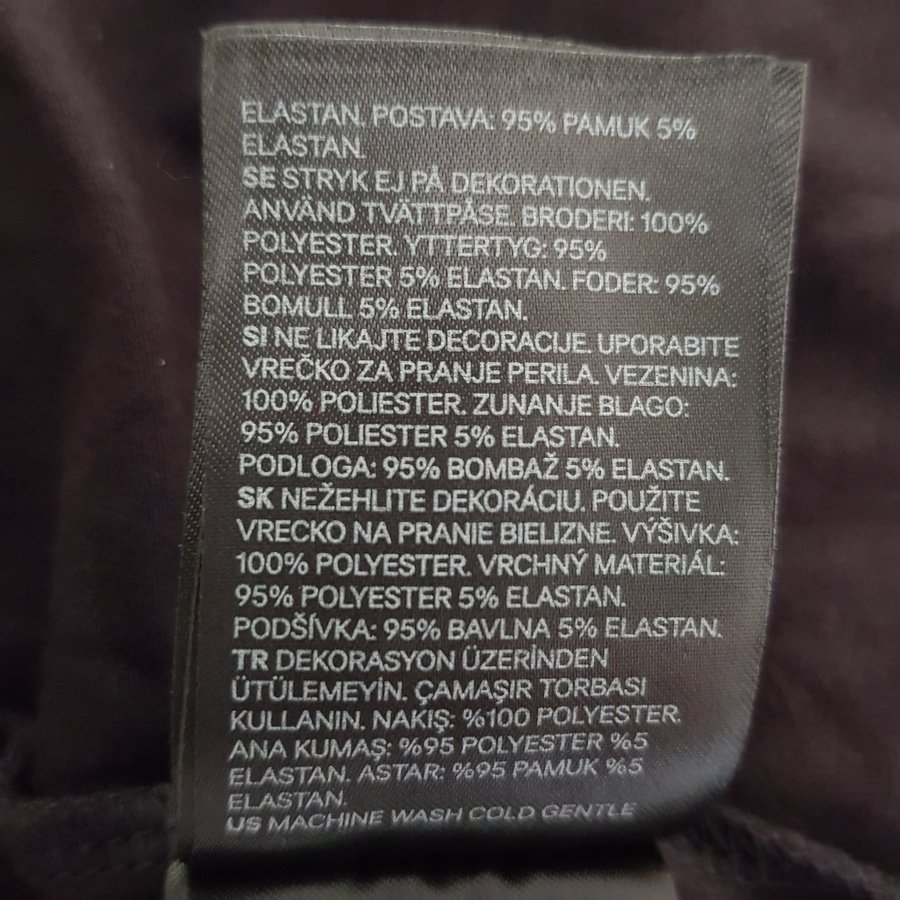 ELASTAN. POSTAVA: 95% PAMUK 5%
ELASTAN.
SE STRYK EJ PÅ DEKORATIONEN.
ANVÄND TVÄTTPÅSE. BRODERI: 100%
POLYESTER. YTTERTYG: 95%
POLYESTER 5% ELASTAN. FODER: 95%
BOMULL 5% ELASTAN.
SI NE LIKAJTE DECORACIJE. UPORABITE
VREČKO ZA PRANJE PERILA. VEZENINA:
100% POLIESTER. ZUNANJE BLAGO:
95% POLIESTER 5% ELASTAN.
PODLOGA: 95% BOMBAŽ 5% ELASTAN.
SK NEŽEHLITE DEKORÁCIU. POUŽITE
VRECKO NA PRANIE BIELIZNE. VÝŠIVKA:
100% POLYESTER. VRCHNÝ MATERIÁL:
95% POLYESTER 5% ELASTAN.
PODŠÍVKA: 95% BAVLNA 5% ELASTAN.
TR DEKORASYON ÜZERİNDEN
ÜTÜLEMEYİN. ÇAMAŞIR TORBASI
KULLANIN. NAKIŞ: %100 POLYESTER.
ANA KUMAŞ: %95 POLYESTER %5
ELASTAN. ASTAR: %95 PAMUK %5
ELASTAN.
US MACHINE WASH COLD GENTLE